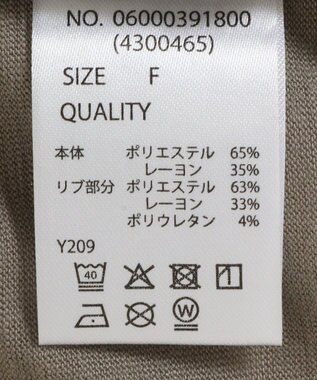 NO. 06000391800
(4300465)
SIZE F
QUALITY
本体 ポリエステル 65%
レーヨン 35%
リブ部分 ポリエステル 63%
レーヨン 33%
ポリウレタン 4%
Y209
40
W